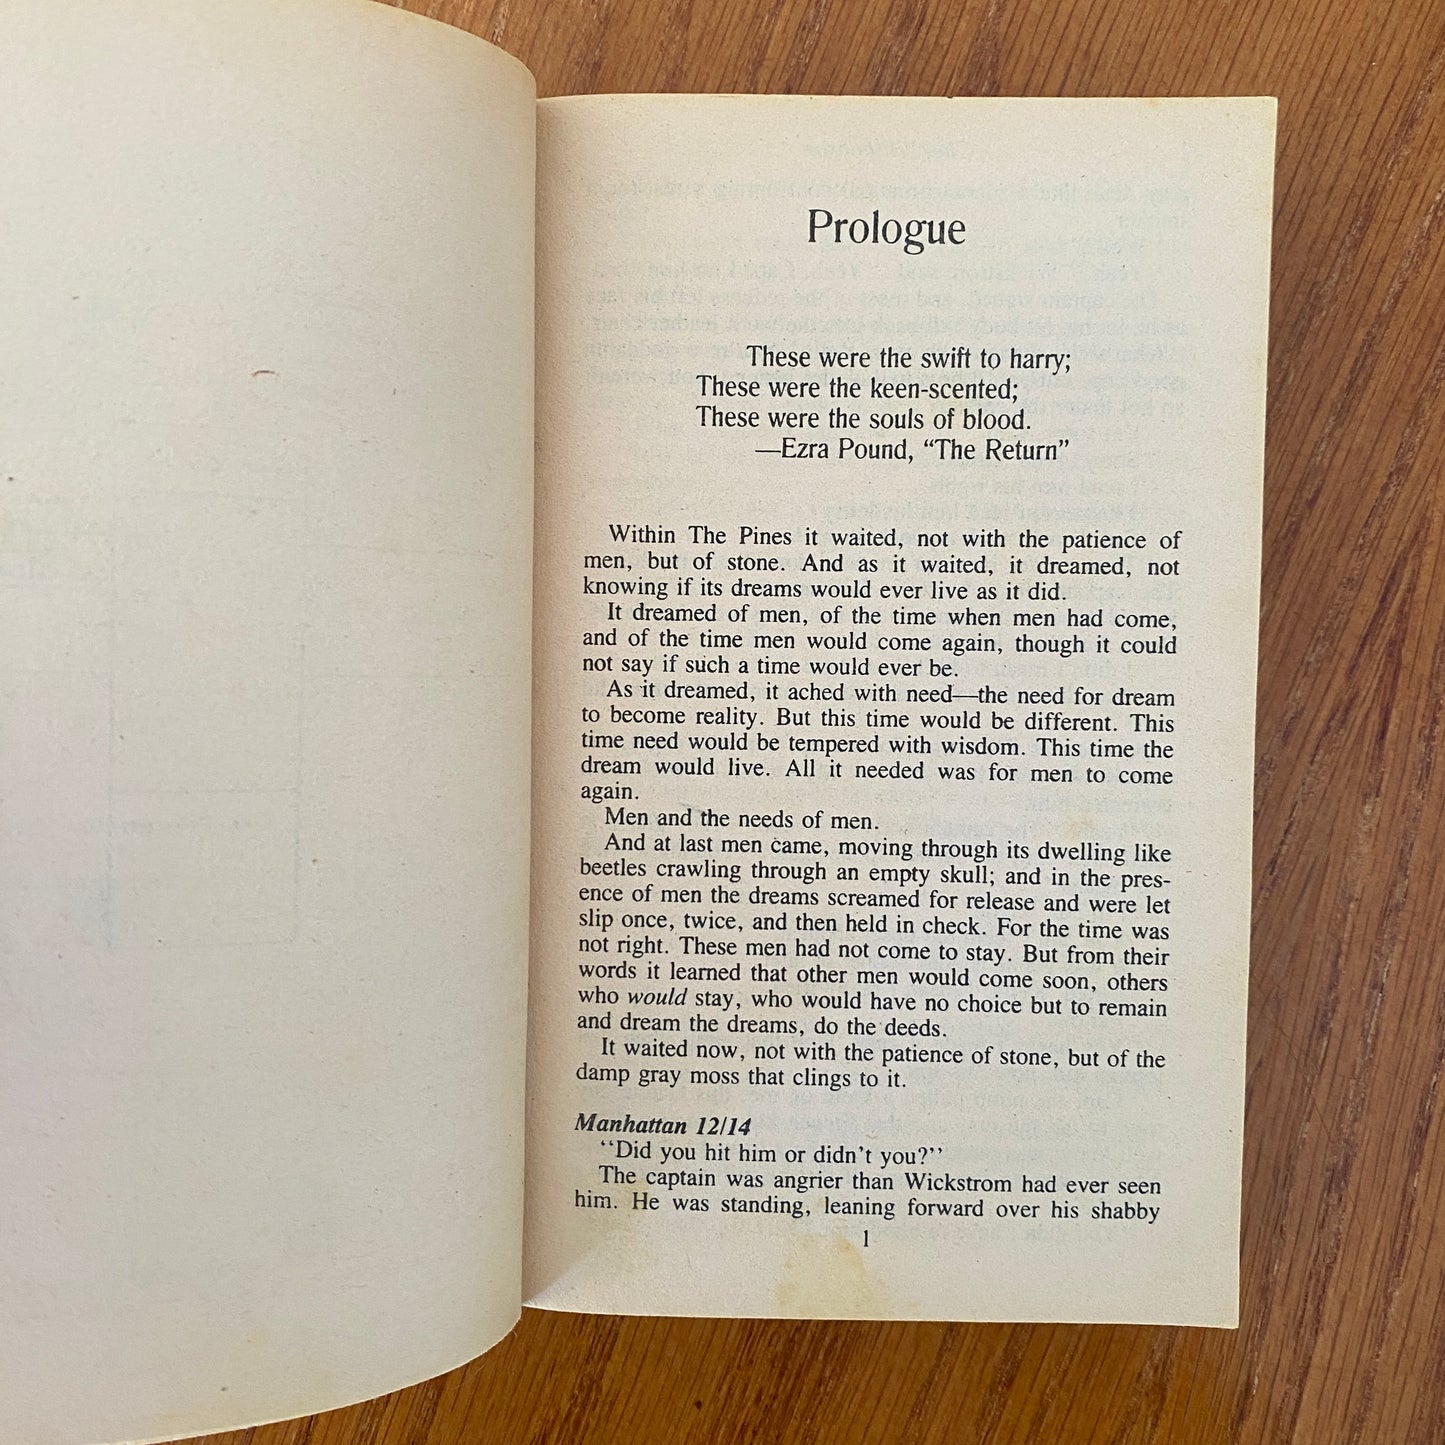 Prologue
These were the swift to harry;
These were the keen-scented;
These were the souls of blood.
—Ezra Pound, “The Return”
Within The Pines it waited, not with the patience of
men, but of stone. And as it waited, it dreamed, not
knowing if its dreams would ever live as it did.
It dreamed of men, of the time when men had come,
and of the time men would come again, though it could
not say if such a time would ever be.
As it dreamed, it ached with need—the need for dream
to become reality. But this time would be different. This
time need would be tempered with wisdom. This time the
dream would live. All it needed was for men to come
again.
Men and the needs of men.
And at last men came, moving through its dwelling like
beetles crawling through an empty skull; and in the pres-
ence of men the dreams screamed for release and were let
slip once, twice, and then held in check. For the time was
not right. These men had not come to stay. But from their
words it learned that other men would come soon, others
who would stay, who would have no choice but to remain
and dream the dreams, do the deeds.
It waited now, not with the patience of stone, but of the
damp gray moss that clings to it.
Manhattan 12/14
‘‘Did you hit him or didn’t you?’’
The captain was angrier than Wickstrom had ever seen
him. He was standing, leaning forward over his shabby
1